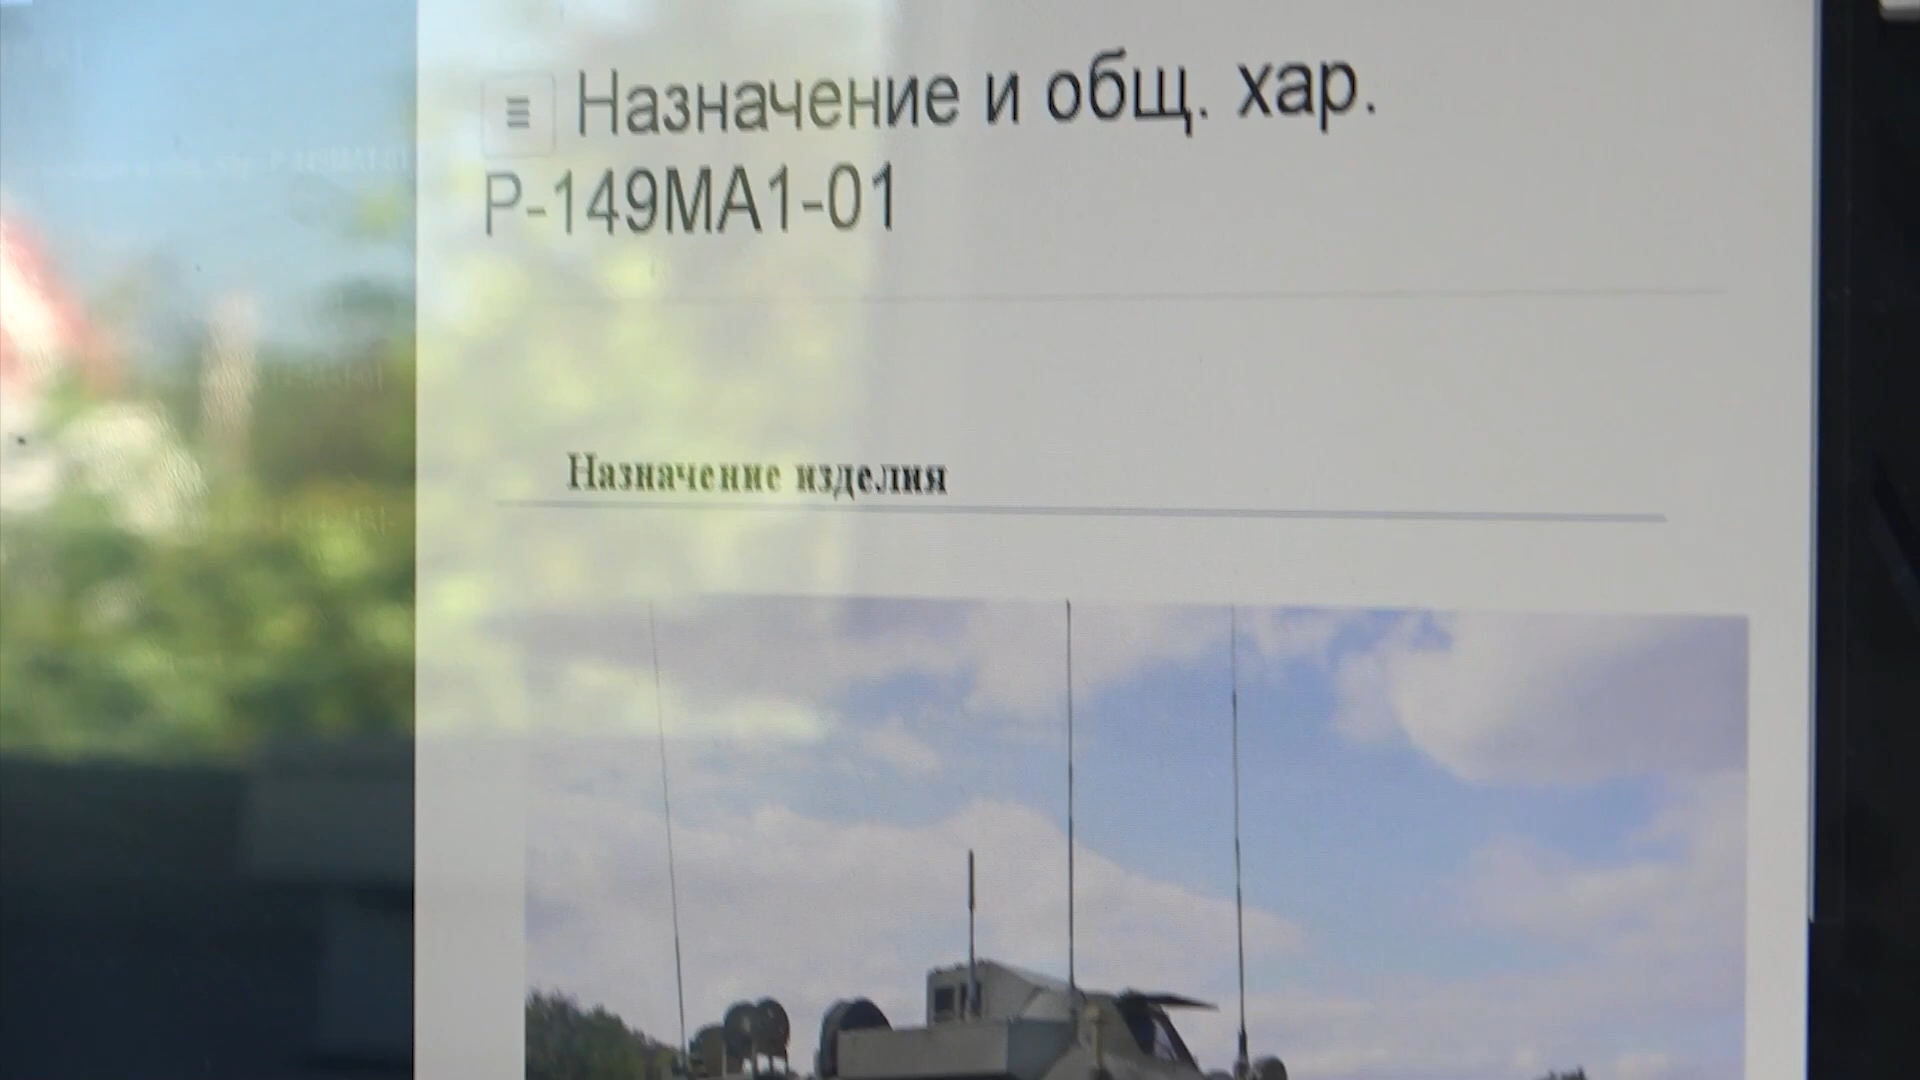 Назначение и общ. хар.
Р-149МА1-01
Назначение изделия